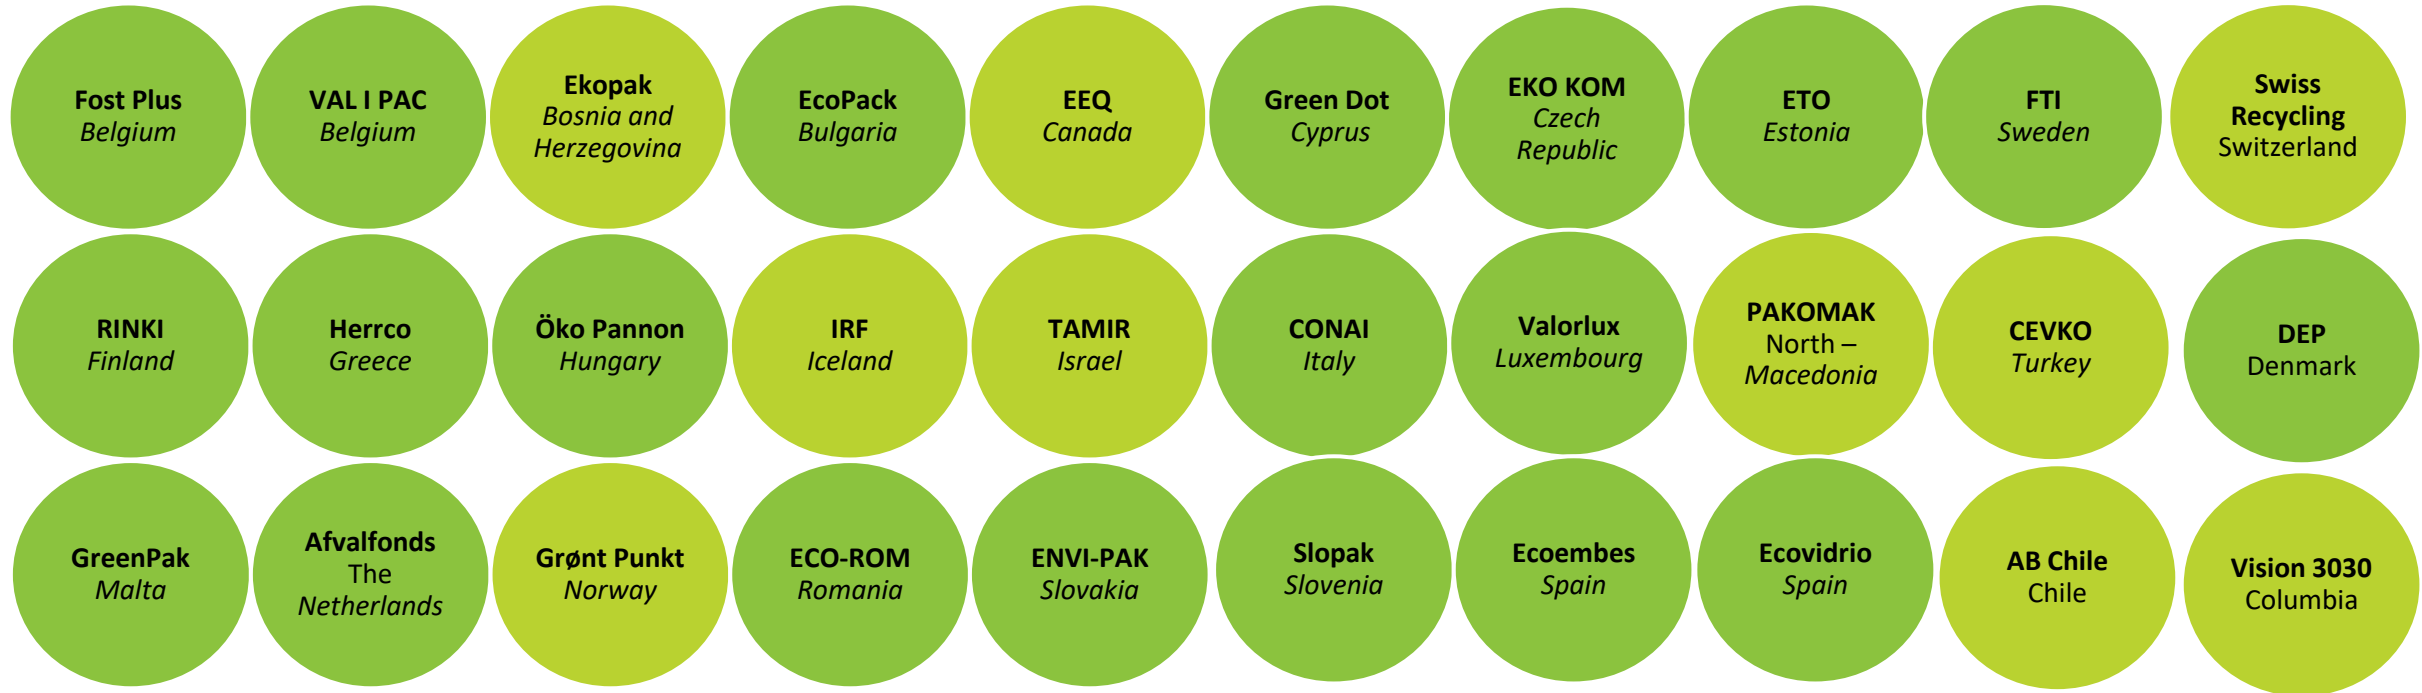 Fost Plus
Belgium
VAL I PAC
Belgium
Ekopak
Bosnia and
Herzegovina
EcoPack
Bulgaria
EEQ
Canada
Green Dot
Cyprus
EKO KOM
Czech
Republic
ETO
Estonia
FTI
Sweden
Swiss
Recycling
Switzerland
RINKI
Finland
Herrco
Greece
Öko Pannon
Hungary
IRF
Iceland
TAMIR
Israel
CONAI
Italy
Valorlux
Luxembourg
PAKOMAK
North –
Macedonia
CEVKO
Turkey
DEP
Denmark
GreenPak
Malta
Afvalfonds
The
Netherlands
Grønt Punkt
Norway
ECO-ROM
Romania
ENVI-PAK
Slovakia
Slopak
Slovenia
Ecoembes
Spain
Ecovidrio
Spain
AB Chile
Chile
Vision 3030
Columbia